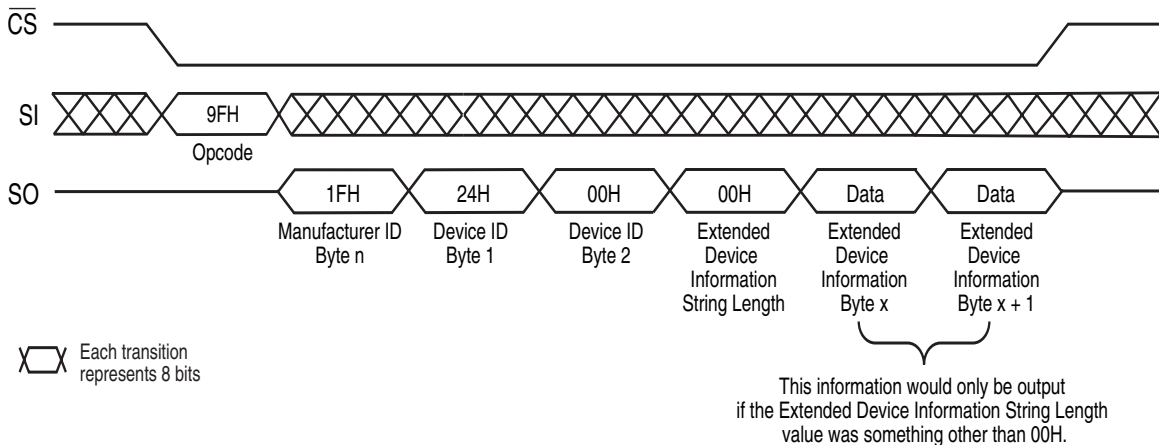 CS
SI
9FH
Opcode
SO
1FH
24H
00H
00H
Data
Data
Manufacturer ID
Byte n
Device ID
Byte 1
Device ID
Byte 2
Extended
Device
Information
String Length
Extended
Device
Information
Byte x
Extended
Device
Information
Byte x + 1
Each transition
represents 8 bits
This information would only be output
if the Extended Device Information String Length
value was something other than 00H.